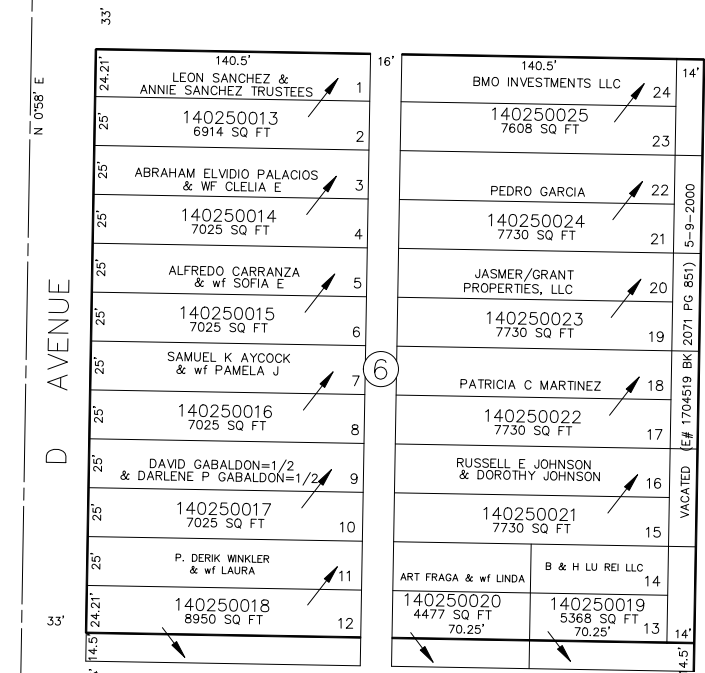 33'
N 0°58' E
D AVENUE
33'
24.21'
140.5'
LEON SANCHEZ &
ANNIE SANCHEZ TRUSTEES
1
25'
140250013
6914 SQ FT
2
25'
ABRAHAM ELVIDIO PALACIOS
& WF CLELIA E
3
25'
140250014
7025 SQ FT
4
25'
ALFREDO CARRANZA
& wf SOFIA E
5
25'
140250015
7025 SQ FT
6
25'
SAMUEL K AYCOCK
& wf PAMELA J
7
25'
140250016
7025 SQ FT
8
25'
DAVID GABALDON=1/2
& DARLENE P GABALDON=1/2
9
25'
140250017
7025 SQ FT
10
25'
P. DERIK WINKLER
& wf LAURA
11
24.21'
140250018
8950 SQ FT
12
14.5'
16'
6
140.5'
BMO INVESTMENTS LLC
24
140250025
7608 SQ FT
23
PEDRO GARCIA
22
140250024
7730 SQ FT
21
JASMER/GRANT
PROPERTIES, LLC
20
140250023
7730 SQ FT
19
PATRICIA C MARTINEZ
18
140250022
7730 SQ FT
17
RUSSELL E JOHNSON
& DOROTHY JOHNSON
16
140250021
7730 SQ FT
15
ART FRAGA & wf LINDA
140250020
4477 SQ FT
70.25'
B & H LU REI LLC
14
140250019
5368 SQ FT
70.25'
13
14'
VACATED (E# 1704519 BK 2071 PG 851) 5-9-2000
14'
14.5'